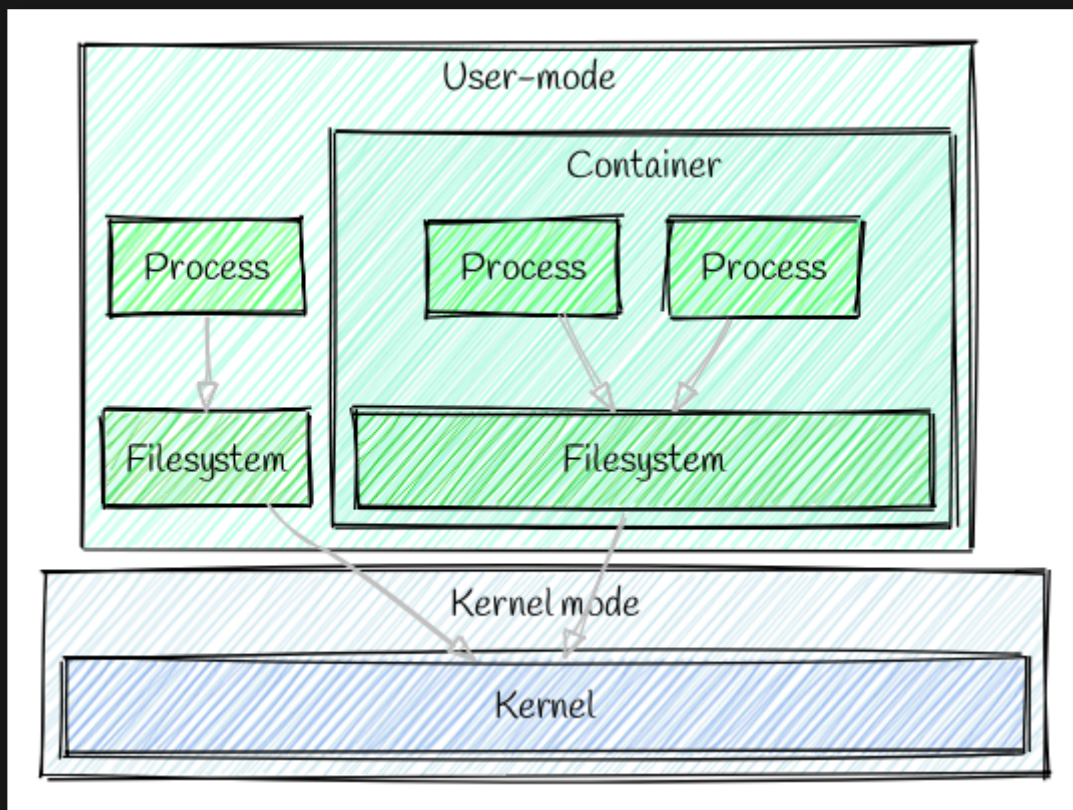 User-mode
Container
Process
Process
Process
Filesystem
Filesystem
Kernel mode
Kernel